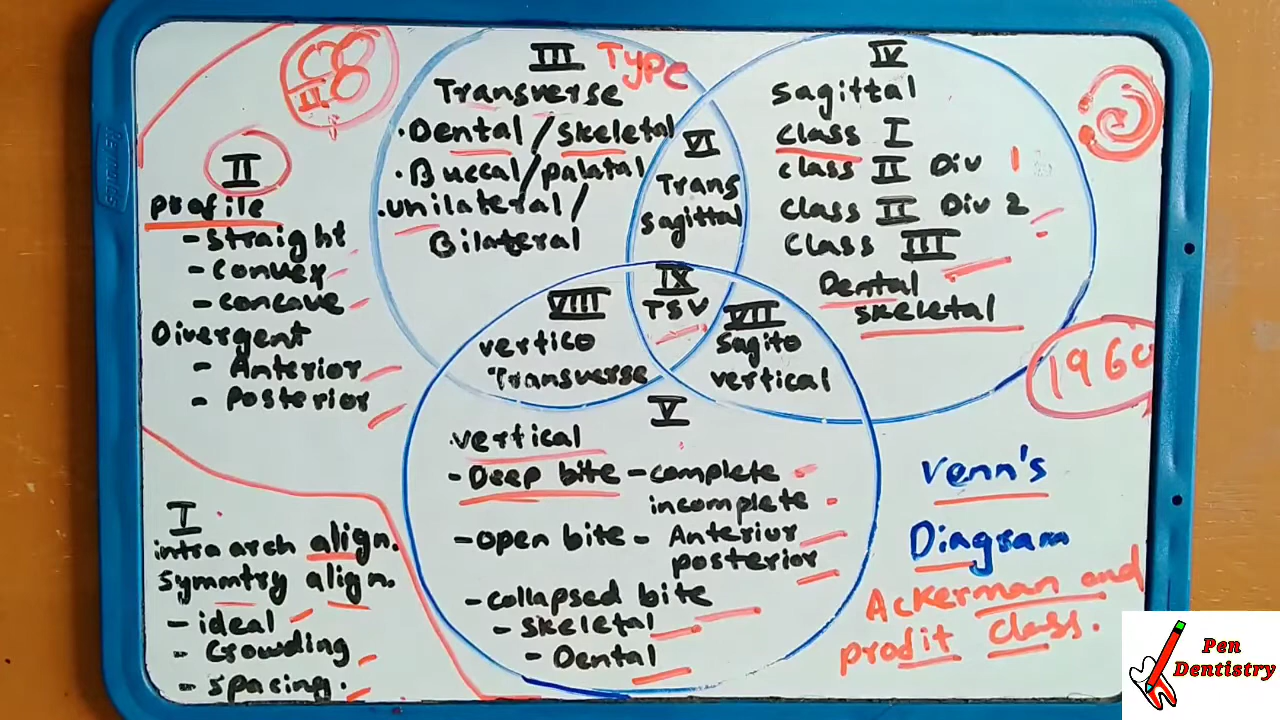 II
profile
- straight
- convex
- concave
Divergent
- Anterior
- Posterior
I
intra arch align.
symmtry align.
- ideal
- crowding
- spacing.
III Type
Transverse
. Dental / skeletal
. Buccal / palatal
. unilateral /
Bilateral
IV
sagittal
class I
class II Div 1
class II Div 2
class III
Dental
skeletal
VI
Trans
sagittal
IX
TSV
VIII
vertico
Transverse
VII
sagito
vertical
V
vertical
- Deep bite - complete
incomplete
- open bite - Anterior
posterior
- collapsed bite
- skeletal
- Dental
1960
Venn's
Diagram
Ackerman and
prodit class.
Pen
Dentistry